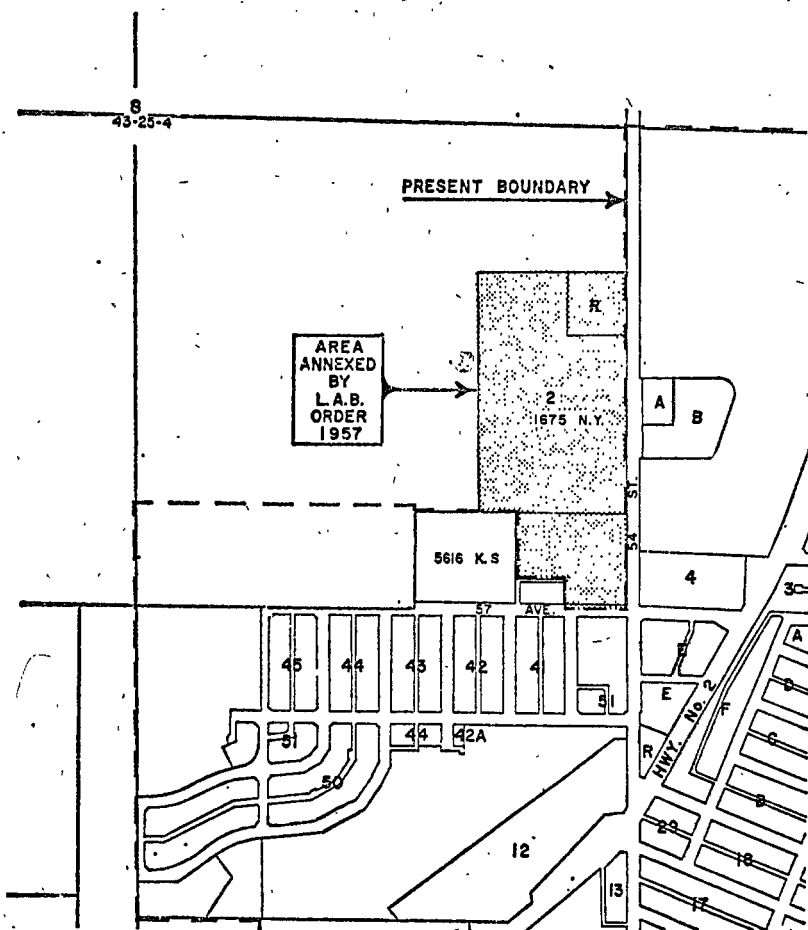 8
43-25-4
PRESENT BOUNDARY
R
AREA
ANNEXED
BY
L.A.B.
ORDER
1957
2
1675 N.Y.
A
B
54 ST.
5616 K.S
4
3C
57 AVE.
A
45
44
43
42
41
E
51
E
D
F
HWY. No. 2
51
44
42A
R
C
50
B
29
12
18
13
17